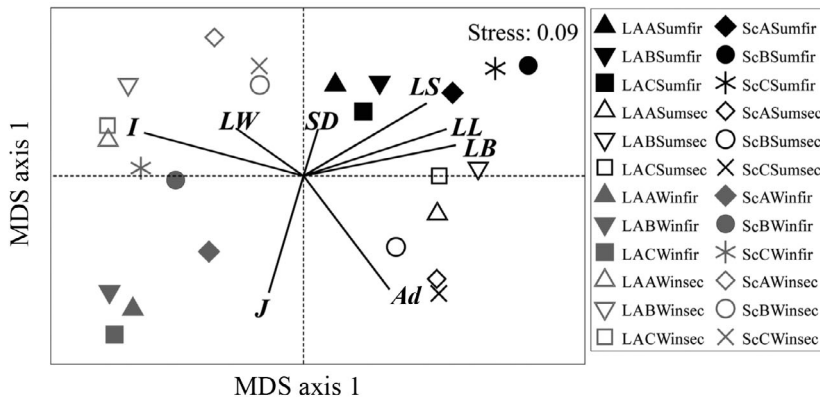 Stress: 0.09
LS
LW
SD
I
LL
LB
J
Ad
MDS axis 1
MDS axis 1
LAASumfir
ScASumfir
LABSumfir
ScBSumfir
LACSumfir
ScCSumfir
LAASumsec
ScASumsec
LABSumsec
ScBSumsec
LACSumsec
ScCSumsec
LAAWinfir
ScAWinfir
LABWinfir
ScBWinfir
LACWinfir
ScCWinfir
LAAWinsec
ScAWinsec
LABWinsec
ScBWinsec
LACWinsec
ScCWinsec